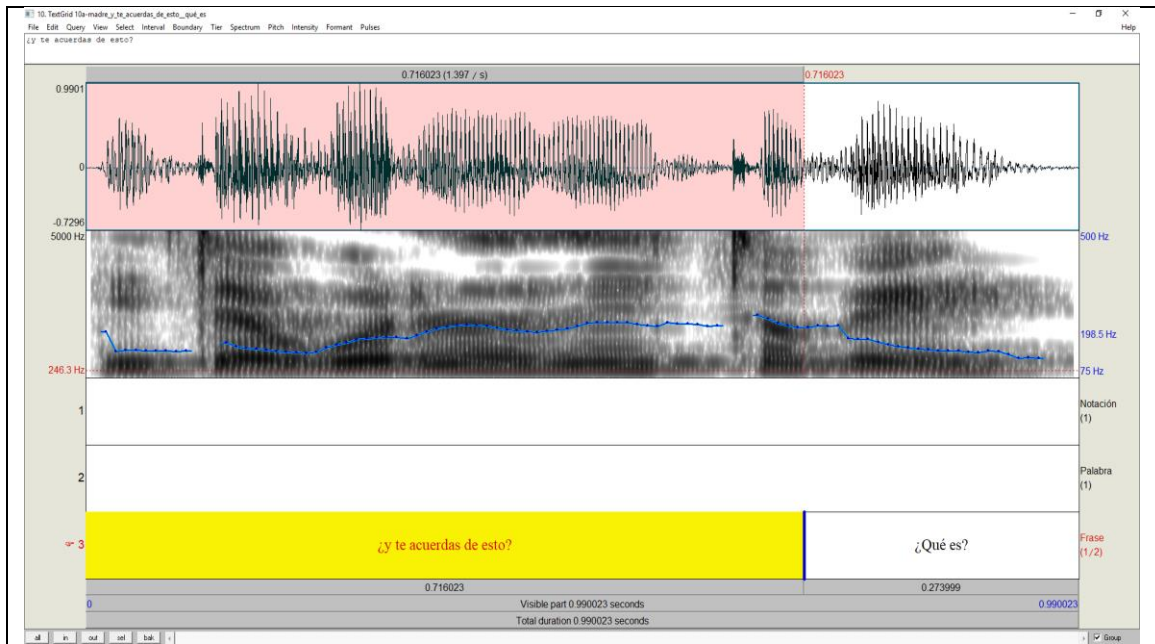 10. TextGrid 10a-madre_y_te_acuerdas_de_esto__qué_es
File Edit Query View Select Interval Boundary Tier Spectrum Pitch Intensity Formant Pulses Help
¿y te acuerdas de esto?
0.716023 (1.397 / s) 0.716023
0.9901
0
-0.7296
5000 Hz 500 Hz
198.5 Hz
246.3 Hz 75 Hz
1 Notación
(1)
2 Palabra
(1)
3 ¿y te acuerdas de esto? ¿Qué es? Frase
(1/2)
0.716023 0.273999
0 Visible part 0.990023 seconds 0.990023
Total duration 0.990023 seconds
all in out sel bak Group